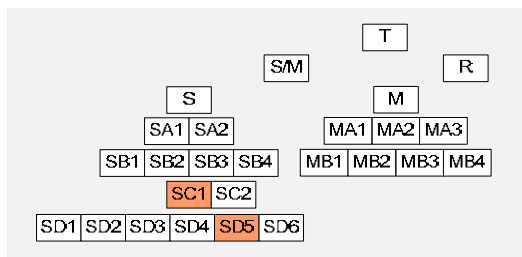 T
S/M R
S M
SA1 SA2 MA1 MA2 MA3
SB1 SB2 SB3 SB4 MB1 MB2 MB3 MB4
SC1 SC2
SD1 SD2 SD3 SD4 SD5 SD6